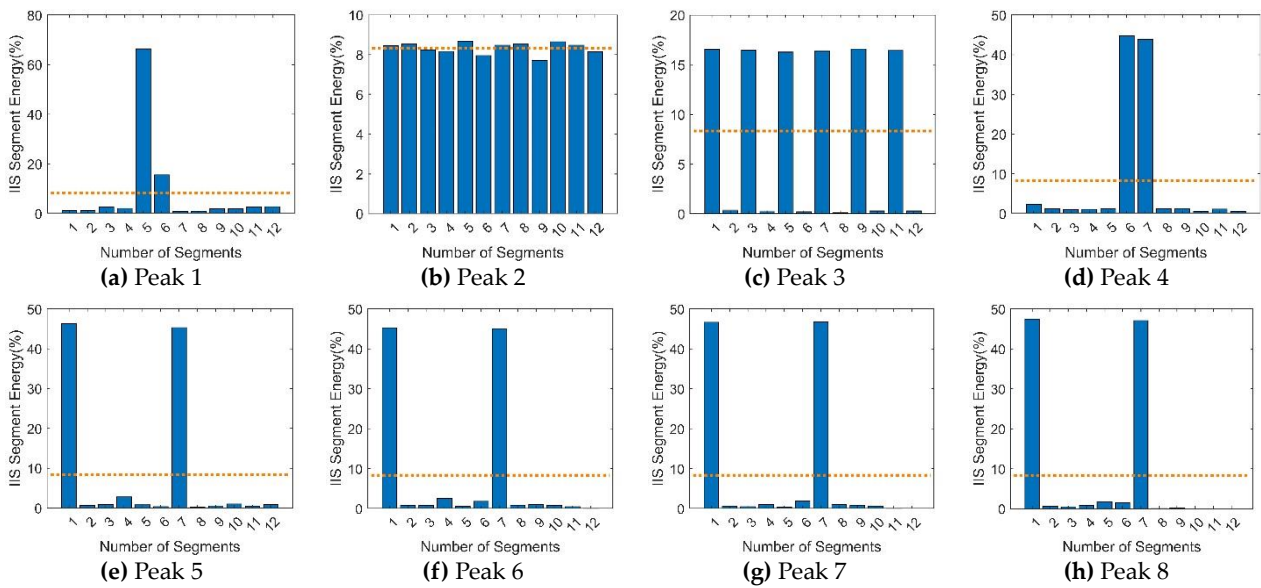 IIS Segment Energy(%)
80
60
40
20
0
1 2 3 4 5 6 7 8 9 10 11 12
Number of Segments
(a) Peak 1
IIS Segment Energy(%)
10
8
6
4
2
0
1 2 3 4 5 6 7 8 9 10 11 12
Number of Segments
(b) Peak 2
IIS Segment Energy(%)
20
15
10
5
0
1 2 3 4 5 6 7 8 9 10 11 12
Number of Segments
(c) Peak 3
IIS Segment Energy(%)
50
40
30
20
10
0
1 2 3 4 5 6 7 8 9 10 11 12
Number of Segments
(d) Peak 4
IIS Segment Energy(%)
50
40
30
20
10
0
1 2 3 4 5 6 7 8 9 10 11 12
Number of Segments
(e) Peak 5
IIS Segment Energy(%)
50
40
30
20
10
0
1 2 3 4 5 6 7 8 9 10 11 12
Number of Segments
(f) Peak 6
IIS Segment Energy(%)
50
40
30
20
10
0
1 2 3 4 5 6 7 8 9 10 11 12
Number of Segments
(g) Peak 7
IIS Segment Energy(%)
50
40
30
20
10
0
1 2 3 4 5 6 7 8 9 10 11 12
Number of Segments
(h) Peak 8